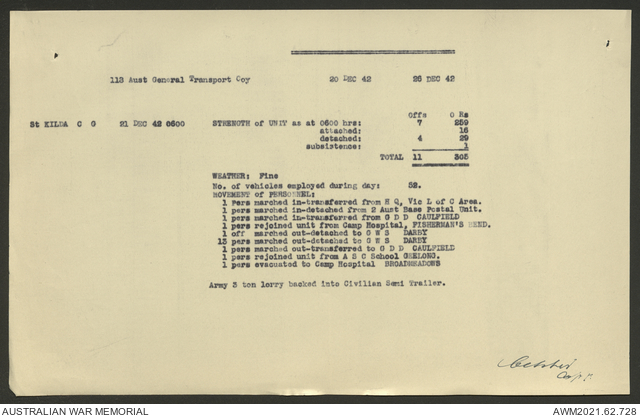 113 Aust General Transport Coy 20 DEC 42 26 DEC 42
Offs O Rs
St KILDA C G 21 DEC 42 0600 STRENGTH of UNIT as at 0600 hrs: 7 259
attached: 16
detached: 4 29
subsistence: 1
TOTAL 11 305
WEATHER: Fine
No. of vehicles employed during day: 52.
MOVEMENT of PERSONNEL:
1 Pers marched in-transferred from H Q, Vic L of C Area.
1 pers marched in-detached from 2 Aust Base Postal Unit.
1 pers marched in-transferred from G D D CAULFIELD
1 pers rejoined unit from Camp Hospital, FISHERMAN'S BEND.
1 off marched out-detached to G W S DARBY
13 pers marched out-detached to G W S DARBY
1 pers marched out-transferred to G D D CAULFIELD
1 pers rejoined unit from A S C School GEELONG.
1 pers evacuated to Camp Hospital BROADMEADOWS
Army 3 ton lorry backed into Civilian Semi Trailer.
AUSTRALIAN WAR MEMORIAL AWM2021.62.728